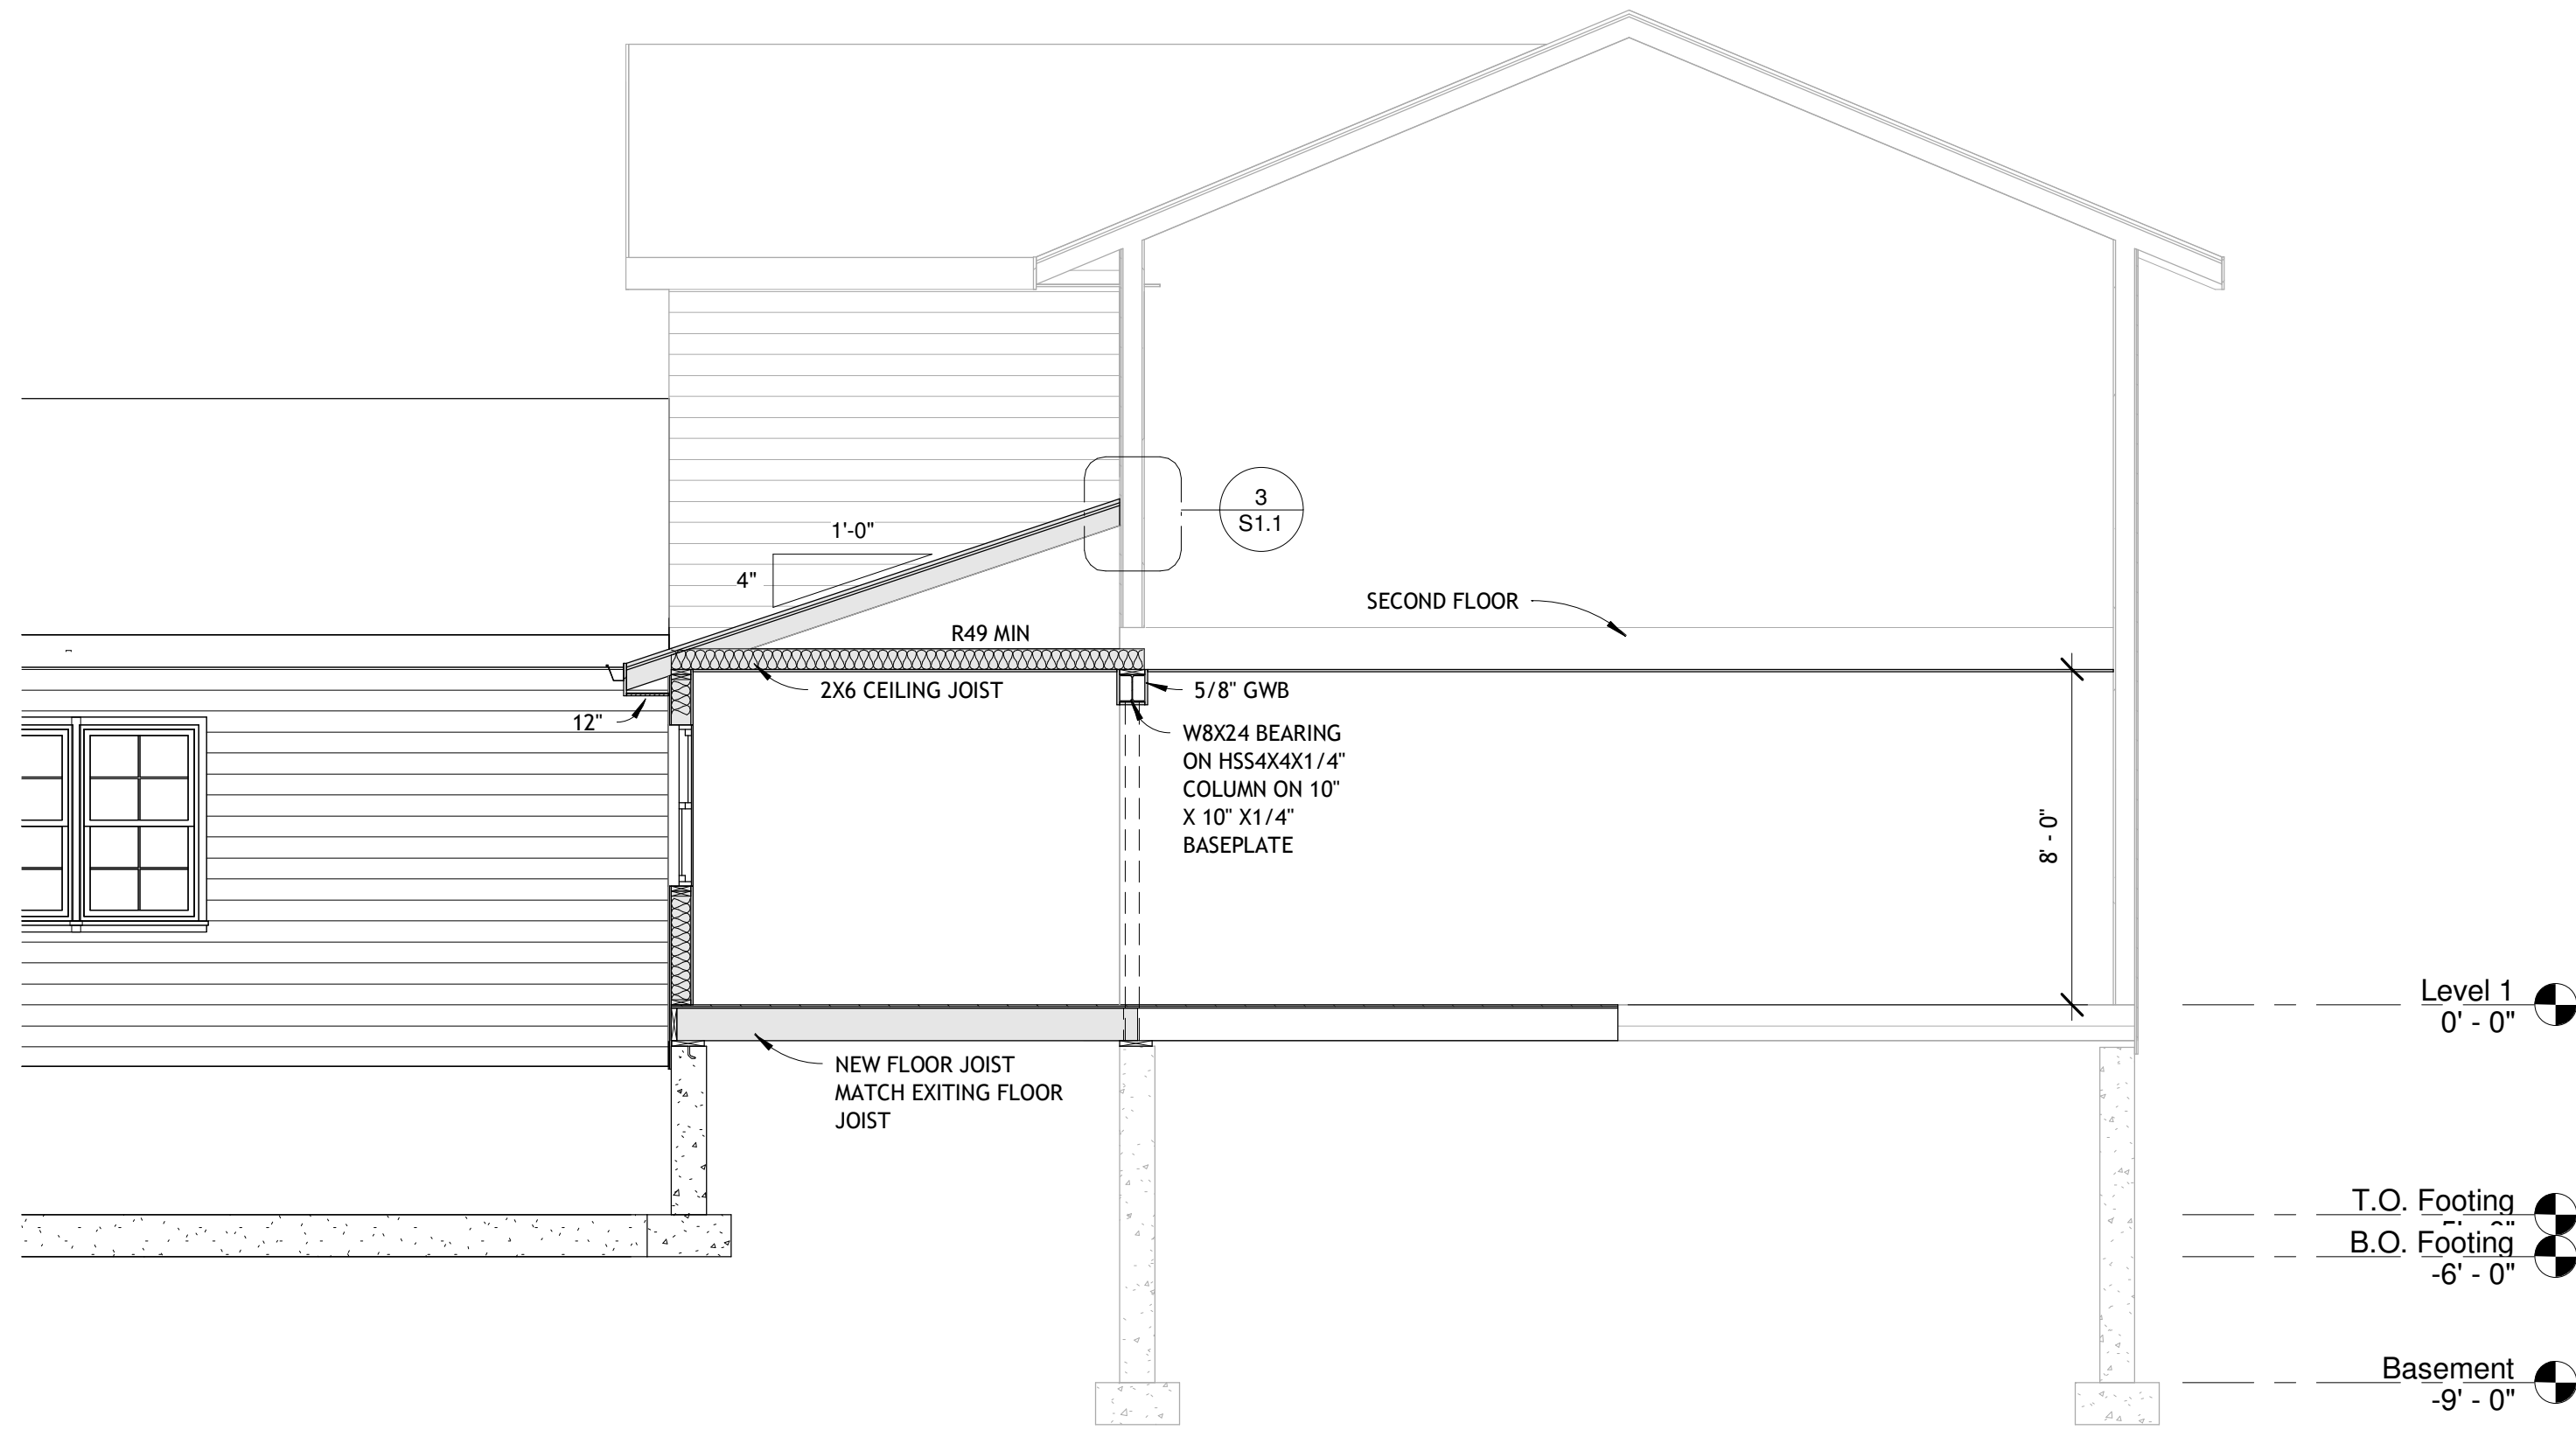 1'-0"
4"
3
S1.1
SECOND FLOOR
R49 MIN
2X6 CEILING JOIST
5/8" GWB
12"
W8X24 BEARING
ON HSS4X4X1/4"
COLUMN ON 10"
X 10" X1/4"
BASEPLATE
8' - 0"
Level 1
0' - 0"
NEW FLOOR JOIST
MATCH EXITING FLOOR
JOIST
T.O. Footing
B.O. Footing
-6' - 0"
Basement
-9' - 0"